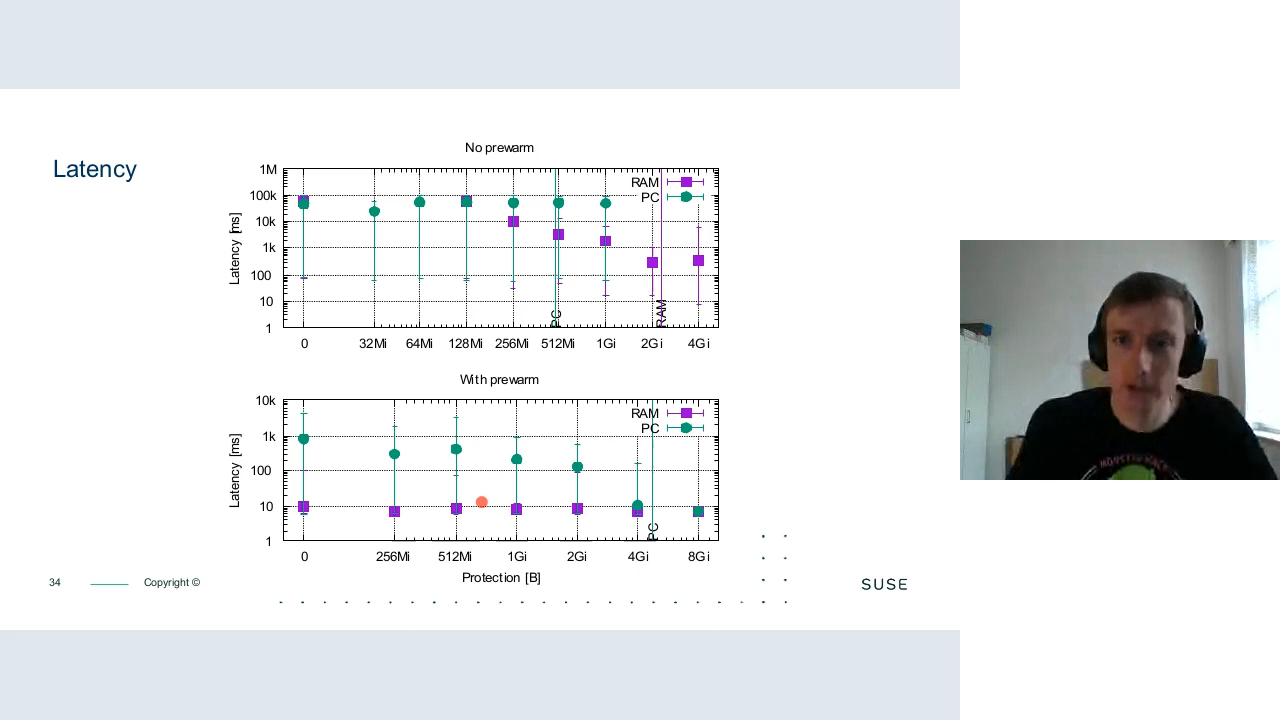 Latency
No prewarm
1M
100k
10k
1k
100
10
1
Latency [ms]
RAM
PC
PC
RAM
0 32Mi 64Mi 128Mi 256Mi 512Mi 1Gi 2Gi 4Gi
With prewarm
10k
1k
100
10
1
Latency [ms]
RAM
PC
PC
0 256Mi 512Mi 1Gi 2Gi 4Gi 8Gi
Protection [B]
34 Copyright ©
SUSE